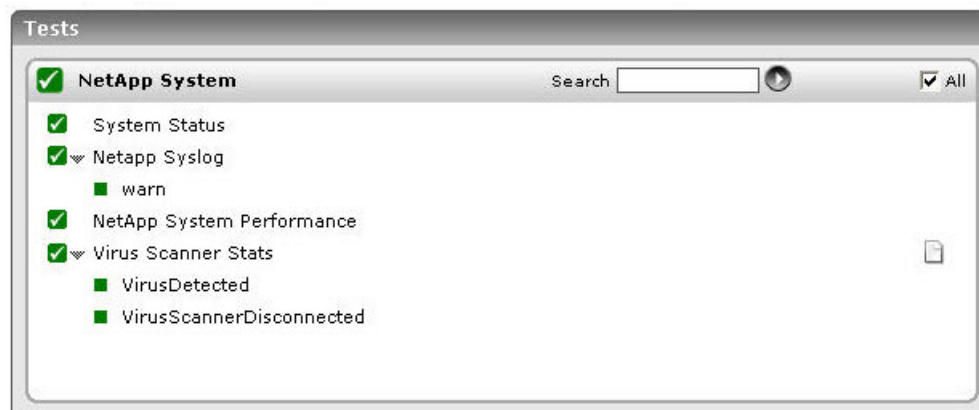 Tests
NetApp System Search All
System Status
Netapp Syslog
warn
NetApp System Performance
Virus Scanner Stats
VirusDetected
VirusScannerDisconnected